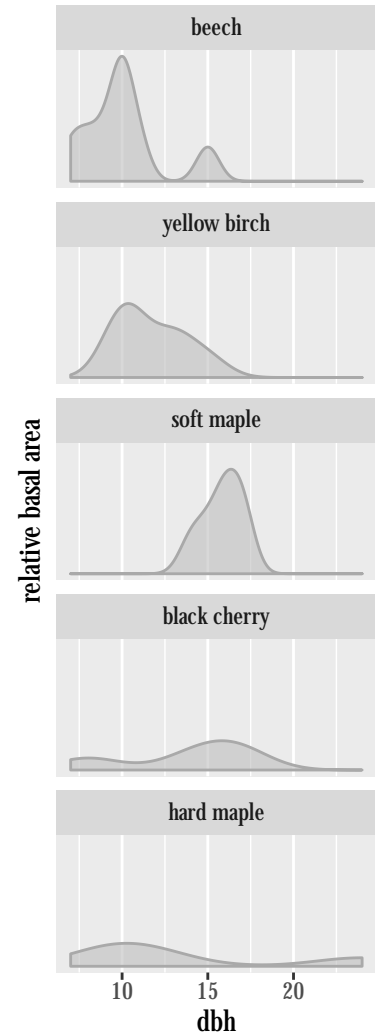 beech
yellow birch
soft maple
black cherry
hard maple
relative basal area
10 15 20
dbh